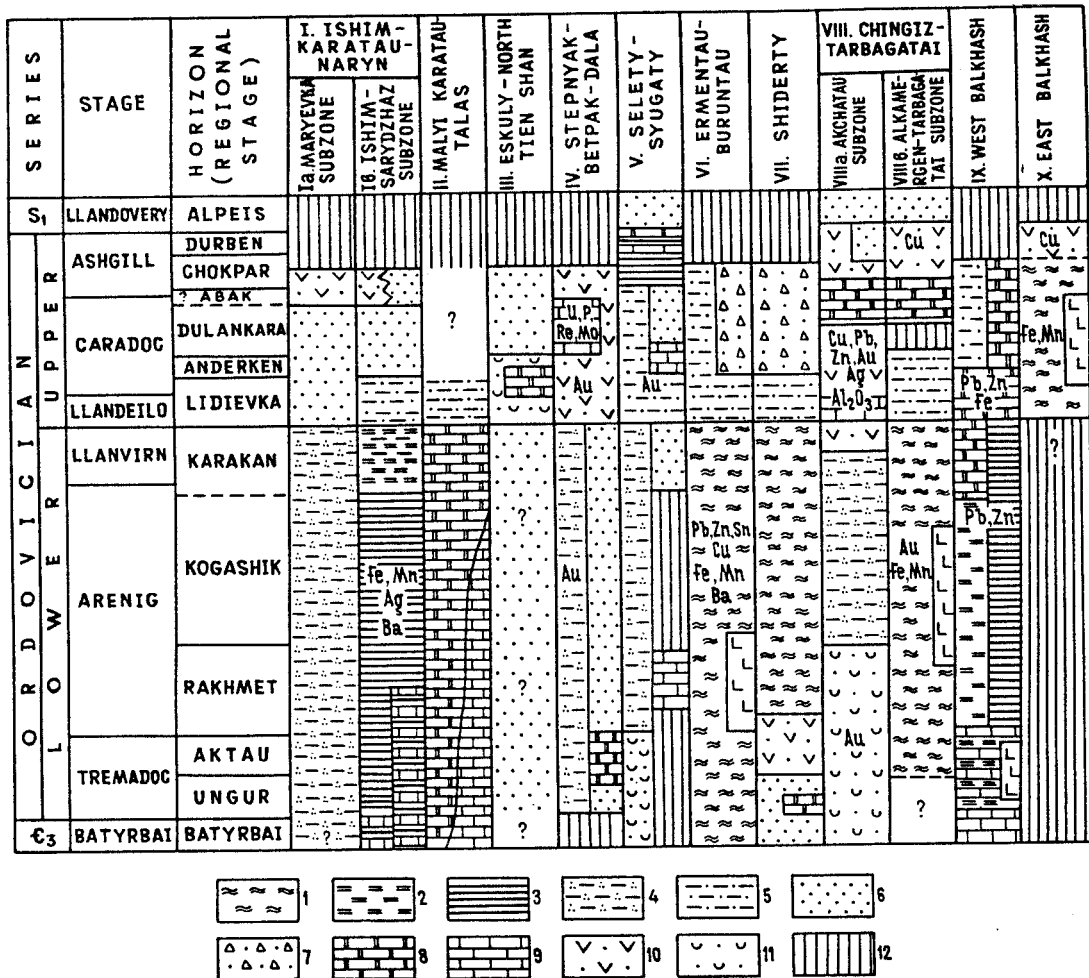 SERIES
STAGE
HORIZON
(REGIONAL
STAGE)
I. ISHIM-
KARATAU-
NARYN
Ia. MARYEVKA
SUBZONE
Iб. ISHIM-
SARYDZHAZ
SUBZONE
II. MALYI KARATAU-
TALAS
III. ESKULY-NORTH
TIEN SHAN
IV. STEPNYAK-
BETPAK-DALA
V. SELETY-
SYUGATY
VI. ERMENTAU-
BURUNTAU
VII. SHIDERTY
VIII. CHINGIZ-
TARBAGATAI
VIIIa. AKCHATAU
SUBZONE
VIIIб. ALKAME-
RGEN-TARBAGA
TAI SUBZONE
IX. WEST BALKHASH
X. EAST BALKHASH
S1 LLANDOVERY ALPEIS
ORDOVICIAN
UPPER
LOWER
ASHGILL
DURBEN
CHOKPAR
? ABAK
CARADOG
DULANKARA
ANDERKEN
LLANDEILO LIDIEVKA
LLANVIRN KARAKAN
ARENIG
KOGASHIK
RAKHMET
TREMADOG
AKTAU
UNGUR
Є3 BATYRBAI BATYRBAI
?
Fe, Mn
Ag
Ba
?
?
?
?
Cu, P,
Re, Mo
Au
Au
Au
Pb, Zn, Sn
Cu
Fe, Mn
Ba
Cu, Pb,
Zn, Au
Ag
Al2O3
Au
Cu
Au
Fe, Mn
?
Pb, Zn
Fe
Pb, Zn
Cu
Fe, Mn
?
1 2 3 4 5 6
7 8 9 10 11 12